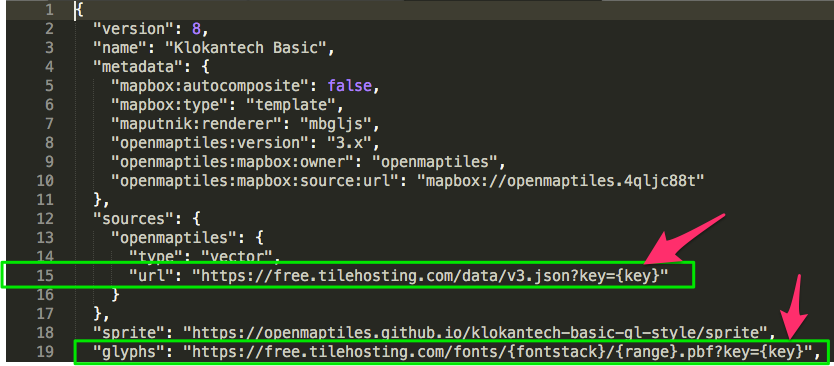 1 {
2 "version": 8,
3 "name": "Klokantech Basic",
4 "metadata": {
5 "mapbox:autocomposite": false,
6 "mapbox:type": "template",
7 "maputnik:renderer": "mbgljs",
8 "openmaptiles:version": "3.x",
9 "openmaptiles:mapbox:owner": "openmaptiles",
10 "openmaptiles:mapbox:source:url": "mapbox://openmaptiles.4qljc88t"
11 },
12 "sources": {
13 "openmaptiles": {
14 "type": "vector",
15 "url": "https://free.tilehosting.com/data/v3.json?key={key}"
16 }
17 },
18 "sprite": "https://openmaptiles.github.io/klokantech-basic-gl-style/sprite",
19 "glyphs": "https://free.tilehosting.com/fonts/{fontstack}/{range}.pbf?key={key}",